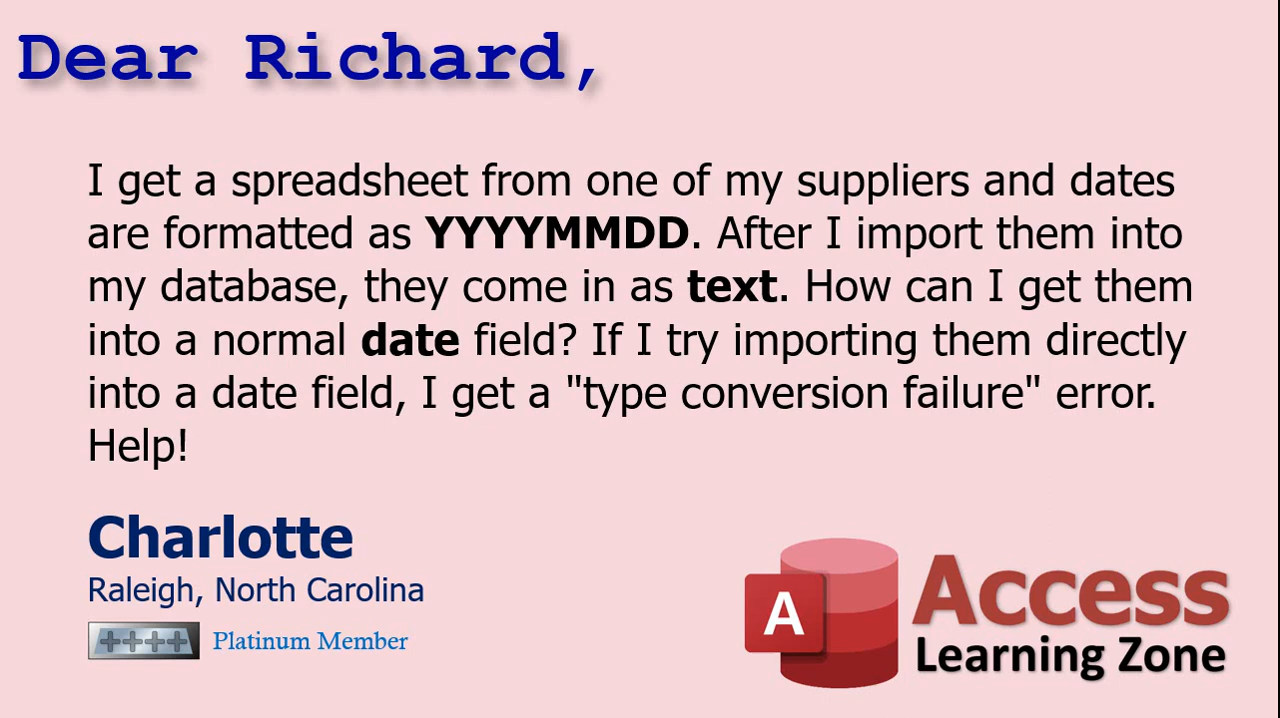 Dear Richard,
I get a spreadsheet from one of my suppliers and dates
are formatted as YYYYMMDD. After I import them into
my database, they come in as text. How can I get them
into a normal date field? If I try importing them directly
into a date field, I get a "type conversion failure" error.
Help!
Charlotte
Raleigh, North Carolina
Platinum Member
A
Access
Learning Zone